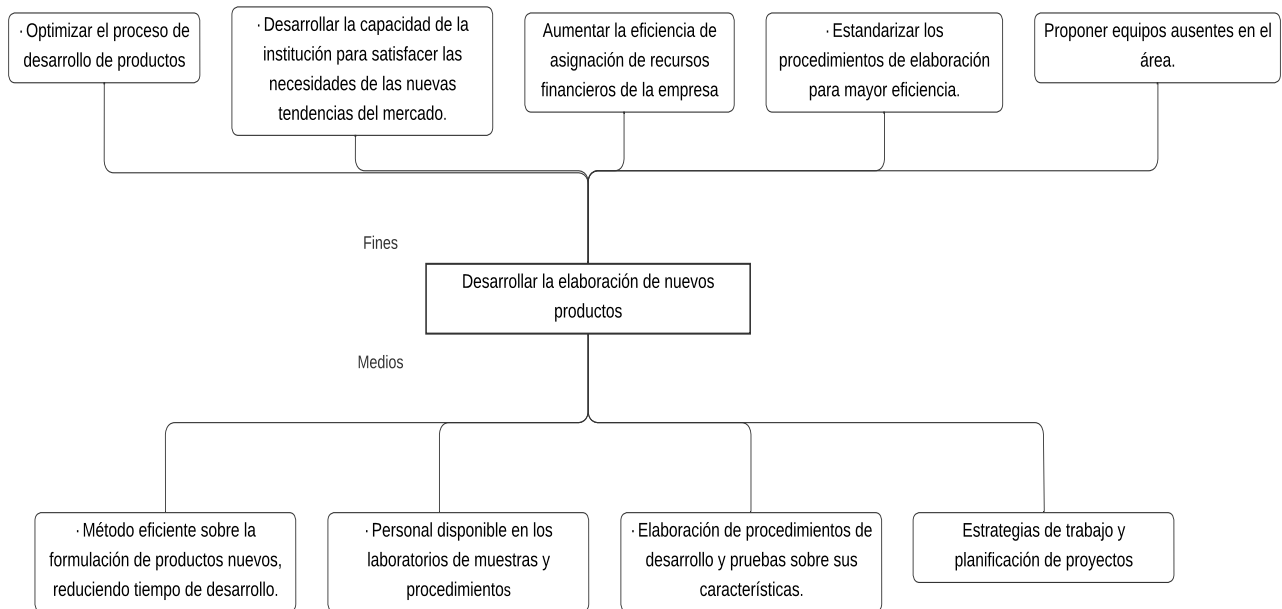 · Optimizar el proceso de
desarrollo de productos
· Desarrollar la capacidad de la
institución para satisfacer las
necesidades de las nuevas
tendencias del mercado.
Aumentar la eficiencia de
asignación de recursos
financieros de la empresa
· Estandarizar los
procedimientos de elaboración
para mayor eficiencia.
Proponer equipos ausentes en el
área.
Fines
Desarrollar la elaboración de nuevos
productos
Medios
· Método eficiente sobre la
formulación de productos nuevos,
reduciendo tiempo de desarrollo.
· Personal disponible en los
laboratorios de muestras y
procedimientos
· Elaboración de procedimientos de
desarrollo y pruebas sobre sus
características.
Estrategias de trabajo y
planificación de proyectos